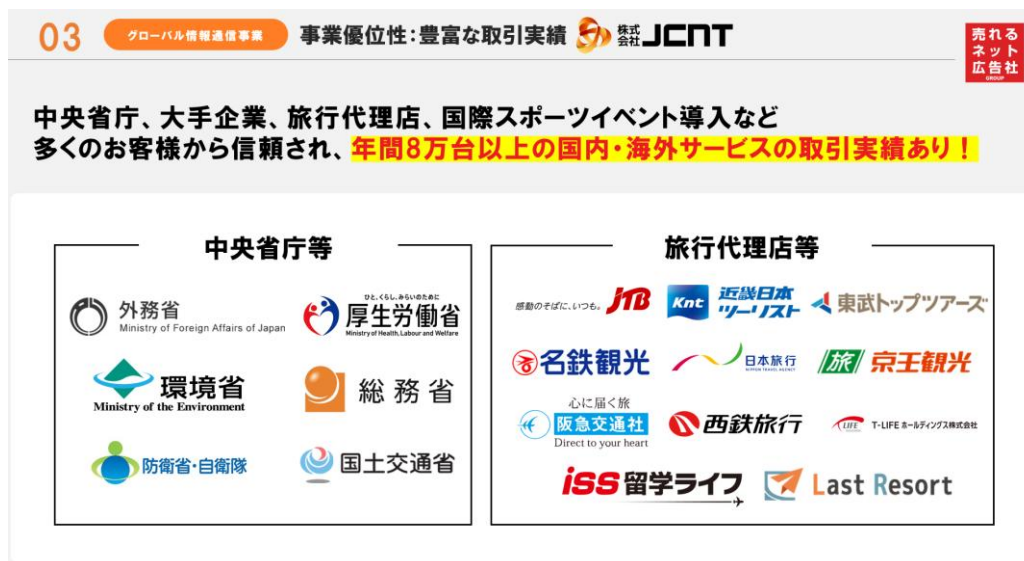 03 グローバル情報通信事業 事業優位性：豊富な取引実績 株式会社JCNT
売れる
ネット
広告社
GROUP
中央省庁、大手企業、旅行代理店、国際スポーツイベント導入など
多くのお客様から信頼され、年間8万台以上の国内・海外サービスの取引実績あり！
中央省庁等
外務省
Ministry of Foreign Affairs of Japan
ひと、くらし、みらいのために
厚生労働省
Ministry of Health, Labour and Welfare
環境省
Ministry of the Environment
総務省
防衛省・自衛隊
国土交通省
旅行代理店等
感動のそばに、いつも。 JTB
Knt 近畿日本
ツーリスト
東武トップツアーズ
名鉄観光
日本旅行
NIPPON TRAVEL AGENCY
旅 京王観光
心に届く旅
阪急交通社
Direct to your heart
西鉄旅行
LIFE T-LIFE ホールディングス株式会社
iSS 留学ライフ
Last Resort